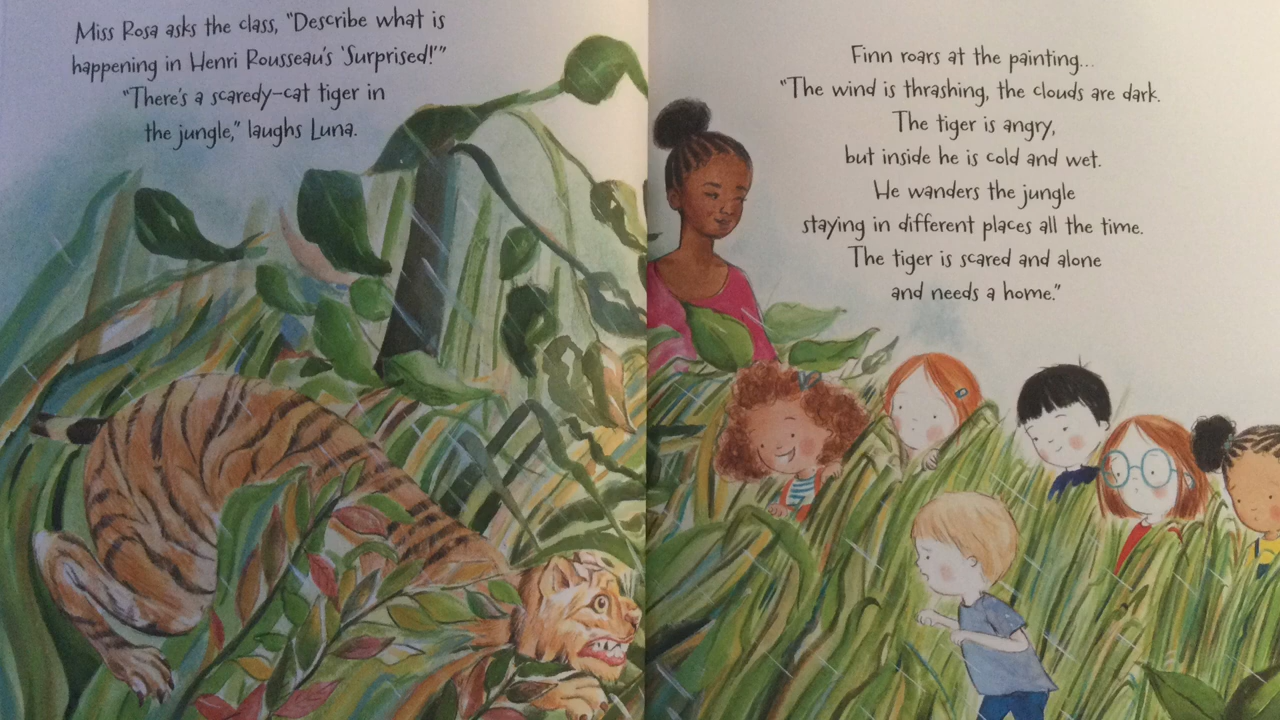 Miss Rosa asks the class, “Describe what is
happening in Henri Rousseau’s ‘Surprised!’”
“There’s a scaredy-cat tiger in
the jungle,” laughs Luna.
Finn roars at the painting...
“The wind is thrashing, the clouds are dark.
The tiger is angry,
but inside he is cold and wet.
He wanders the jungle
staying in different places all the time.
The tiger is scared and alone
and needs a home.”